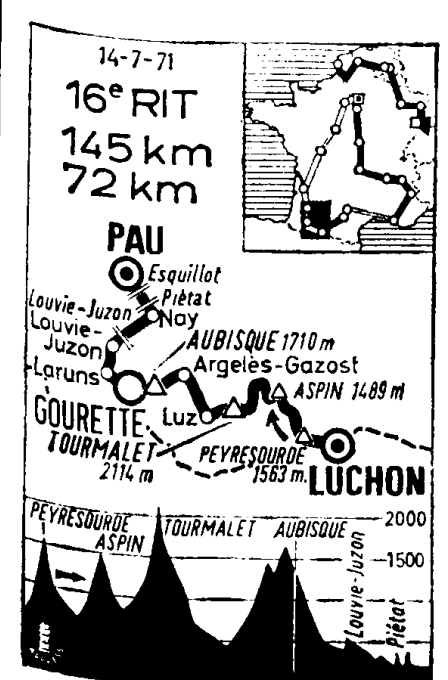 14-7-71
16e RIT
145 km
72 km
PAU
Esquillot
Piétat
Louvie-Juzon
Nay
Louvie-
Juzon
AUBISQUE 1710 m
Argelès-Gazost
Laruns
ASPIN 1489 m
GOURETTE
Luz
TOURMALET
2114 m
PEYRESOURDE
1563 m.
LUCHON
PEYRESOURDE
ASPIN
TOURMALET
AUBISQUE
2000
1500
Louvie-Juzon
Piétat